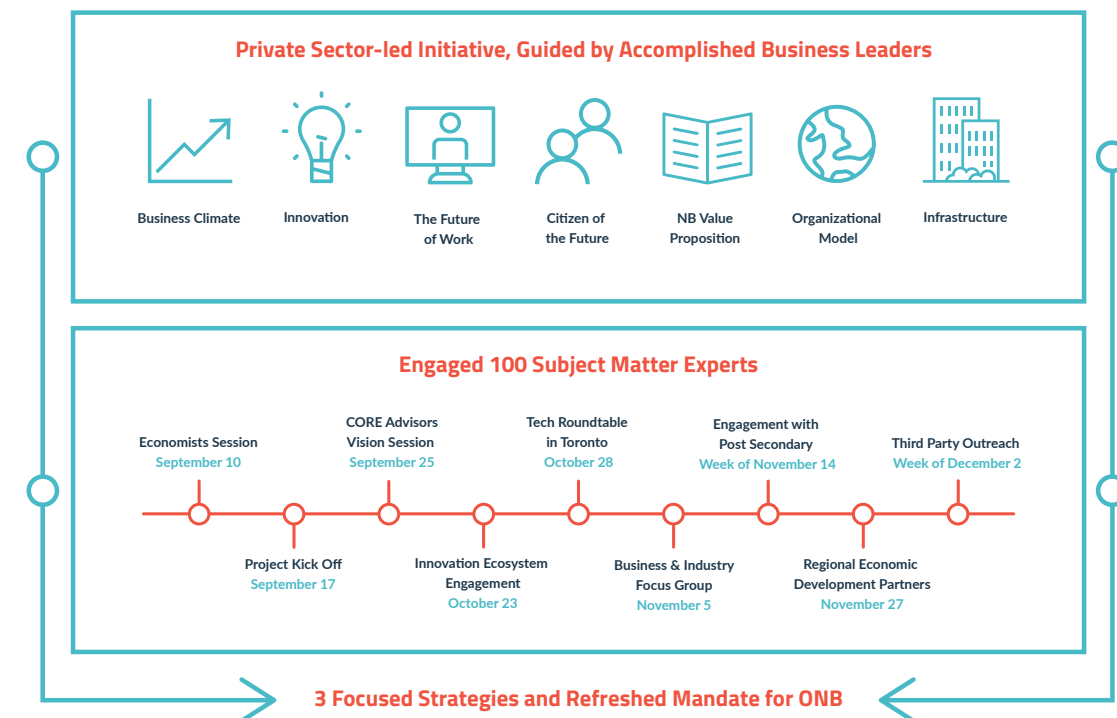 Private Sector-led Initiative, Guided by Accomplished Business Leaders
Business Climate
Innovation
The Future
of Work
Citizen of
the Future
NB Value
Proposition
Organizational
Model
Infrastructure
Engaged 100 Subject Matter Experts
Economists Session
September 10
Project Kick Off
September 17
CORE Advisors
Vision Session
September 25
Innovation Ecosystem
Engagement
October 23
Tech Roundtable
in Toronto
October 28
Business & Industry
Focus Group
November 5
Engagement with
Post Secondary
Week of November 14
Regional Economic
Development Partners
November 27
Third Party Outreach
Week of December 2
3 Focused Strategies and Refreshed Mandate for ONB